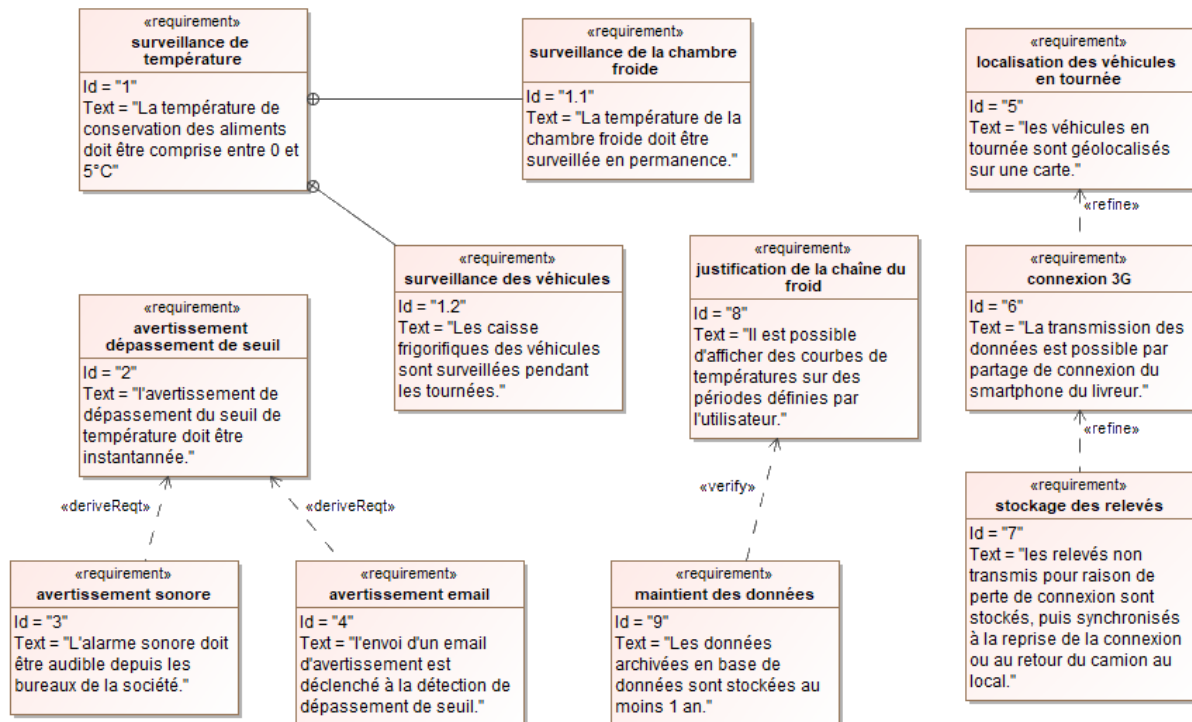 «requirement»
surveillance de
température
Id = "1"
Text = "La température de
conservation des aliments
doit être comprise entre 0 et
5°C"
«requirement»
surveillance de la chambre
froide
Id = "1.1"
Text = "La température de la
chambre froide doit être
surveillée en permanence."
«requirement»
localisation des véhicules
en tournée
Id = "5"
Text = "les véhicules en
tournée sont géolocalisés
sur une carte."
«refine»
«requirement»
surveillance des véhicules
Id = "1.2"
Text = "Les caisse
frigorifiques des véhicules
sont surveillées pendant
les tournées."
«requirement»
justification de la chaîne du
froid
Id = "8"
Text = "Il est possible
d'afficher des courbes de
températures sur des
périodes définies par
l'utilisateur."
«requirement»
connexion 3G
Id = "6"
Text = "La transmission des
données est possible par
partage de connexion du
smartphone du livreur."
«refine»
«requirement»
avertissement
dépassement de seuil
Id = "2"
Text = "l'avertissement de
dépassement du seuil de
température doit être
instantannée."
«deriveReqt»
«deriveReqt»
«verify»
«requirement»
stockage des relevés
Id = "7"
Text = "les relevés non
transmis pour raison de
perte de connexion sont
stockés, puis synchronisés
à la reprise de la connexion
ou au retour du camion au
local."
«requirement»
avertissement sonore
Id = "3"
Text = "L'alarme sonore doit
être audible depuis les
bureaux de la société."
«requirement»
avertissement email
Id = "4"
Text = "l'envoi d'un email
d'avertissement est
déclenché à la détection de
dépassement de seuil."
«requirement»
maintient des données
Id = "9"
Text = "Les données
archivées en base de
données sont stockées au
moins 1 an."